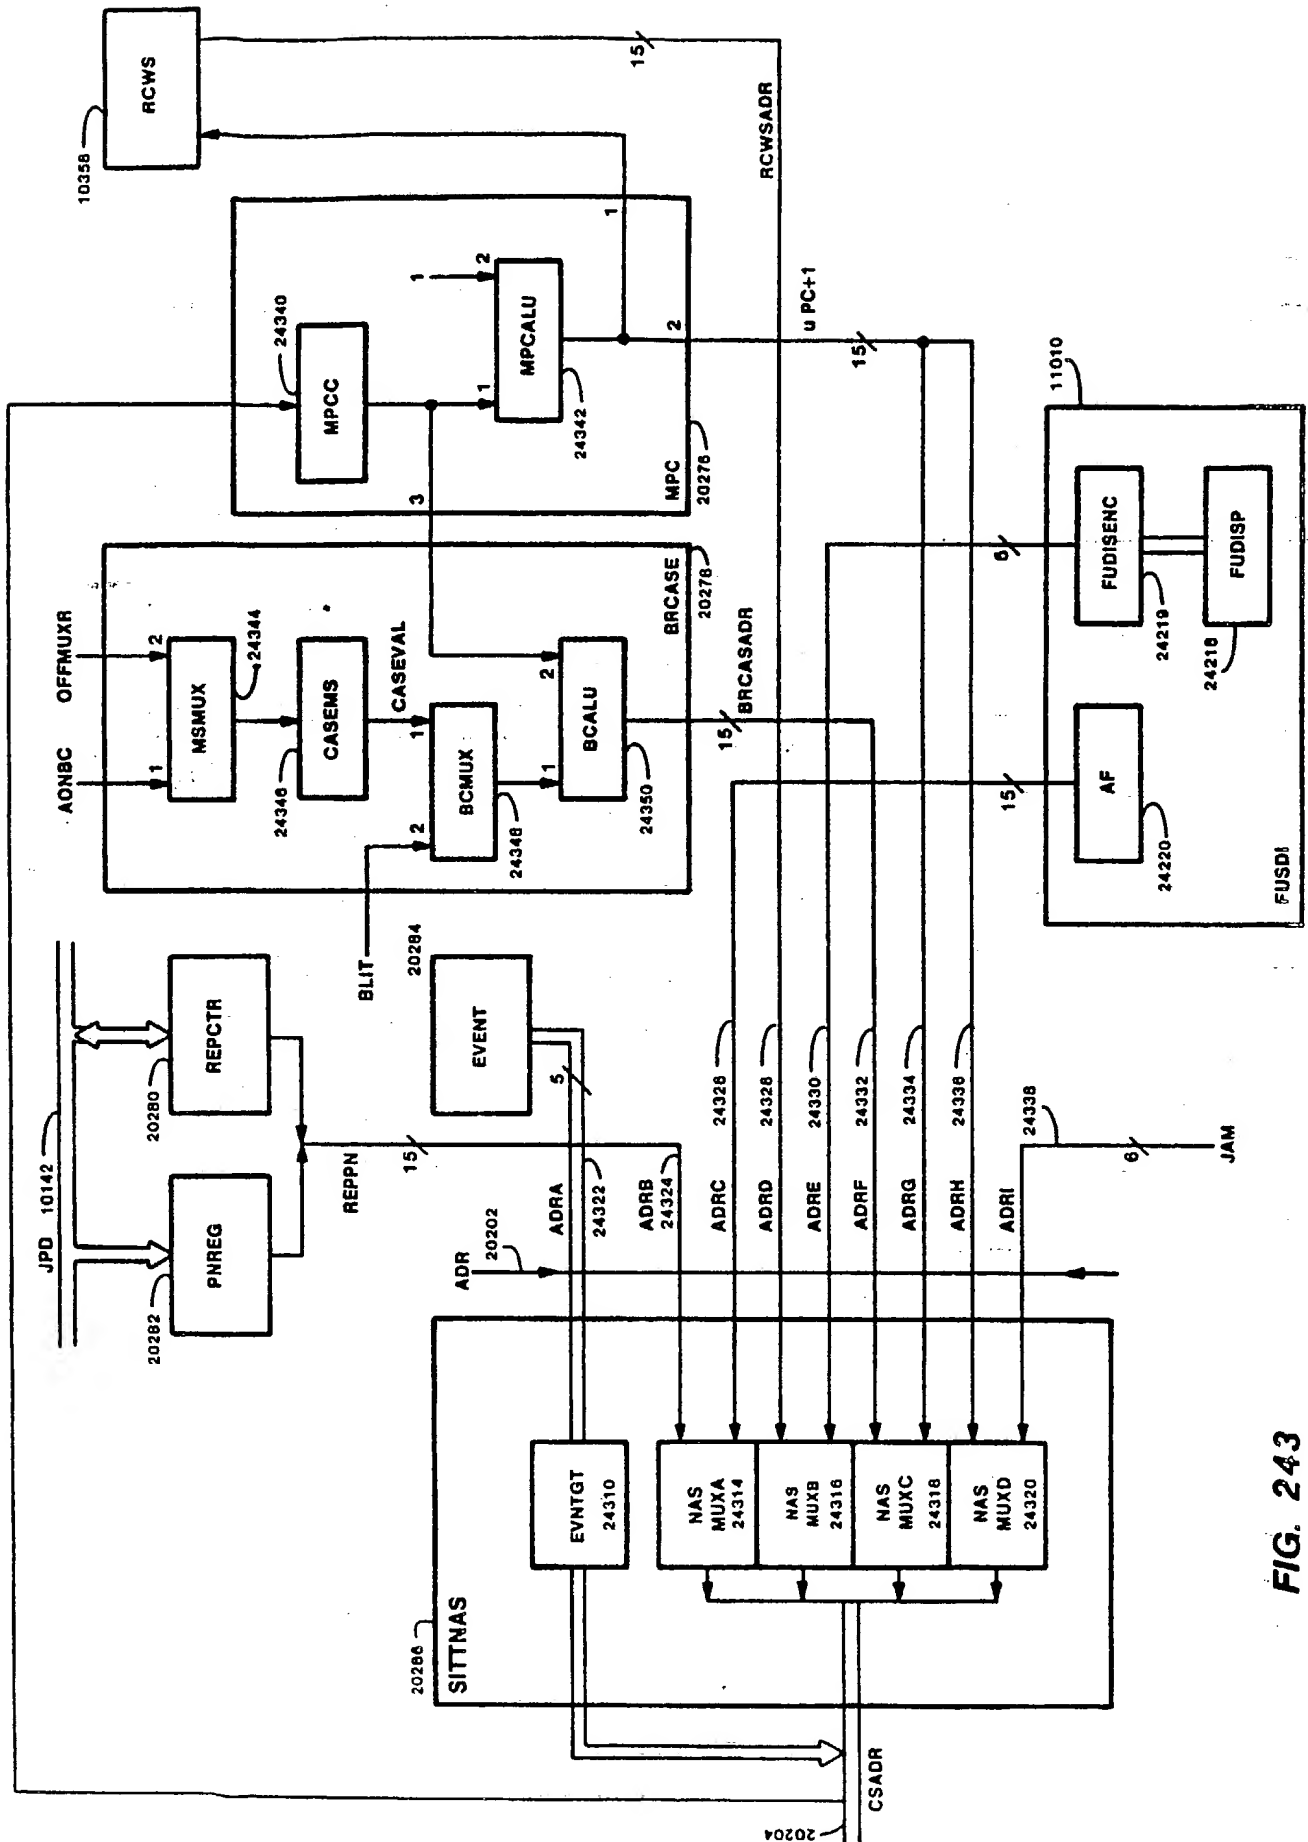 JPD 10142
20282
PNREG
20280
REPCTR
REPPN
15
AONBC
OFFMUXR
1
2
MSMUX
24344
24346
CASEMS
CASEVAL
1
BLIT
2
BCMUX
24348
1
2
BCALU
24350
BRCASE
20278
3
MPCC
24340
1
1
2
MPCALU
24342
MPC
20276
1
2
10358
RCWS
15
RCWSADR
u PC+1
15
15
BRCASADR
EVENT
20284
5
ADRA
24322
ADRB
24324
ADR
20202
ADRC
24326
ADRD
24328
ADRE
24330
ADRF
24332
ADRG
24334
ADRH
24336
ADRI
24338
6
JAM
15
6
11010
AF
24220
FUDISENC
24219
FUDISP
24218
FUSDI
20286
SITTNAS
EVNTGT
24310
NAS
MUXA
24314
NAS
MUXB
24316
NAS
MUXC
24318
NAS
MUXD
24320
CSADR
20204
FIG. 243